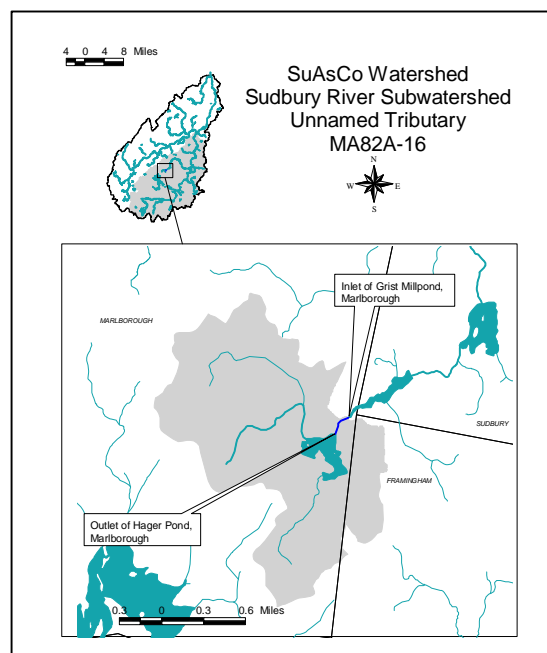 4 0 4 8 Miles
SuAsCo Watershed
Sudbury River Subwatershed
Unnamed Tributary
MA82A-16
N
W E
S
Inlet of Grist Millpond,
Marlborough
MARLBOROUGH
SUDBURY
FRAMINGHAM
Outlet of Hager Pond,
Marlborough
0.3 0 0.3 0.6 Miles